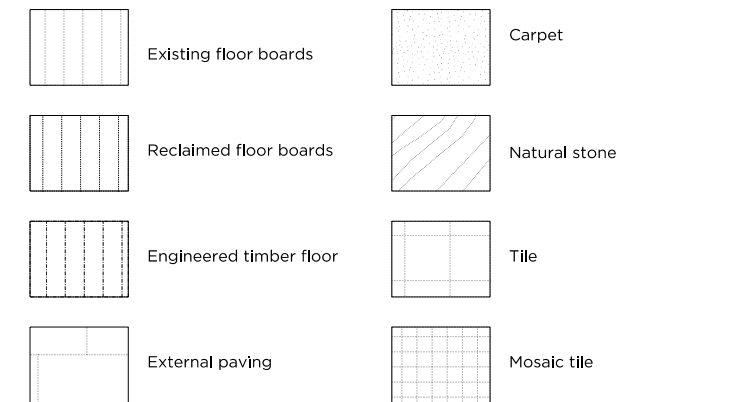 Existing floor boards
Carpet
Reclaimed floor boards
Natural stone
Engineered timber floor
Tile
External paving
Mosaic tile